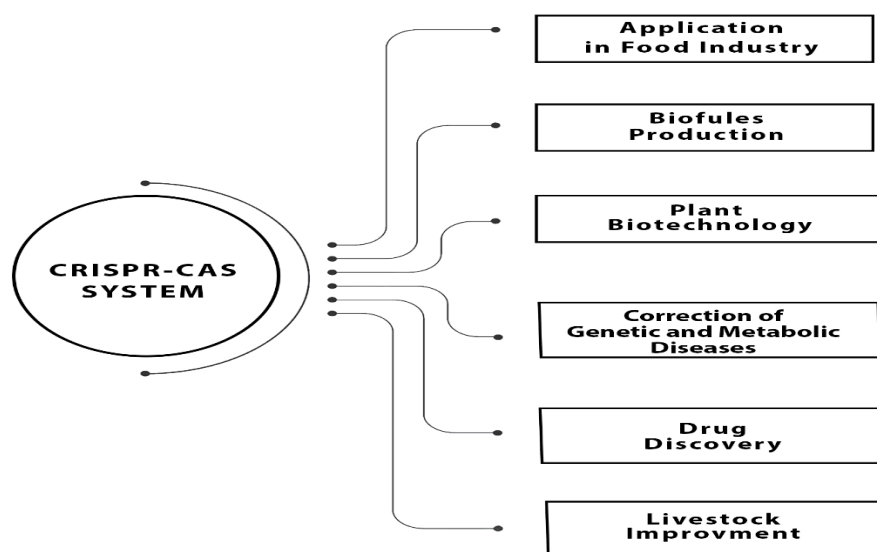 CRISPR-CAS
SYSTEM
Application
in Food Industry
Biofules
Production
Plant
Biotechnology
Correction of
Genetic and Metabolic
Diseases
Drug
Discovery
Livestock
Improvment